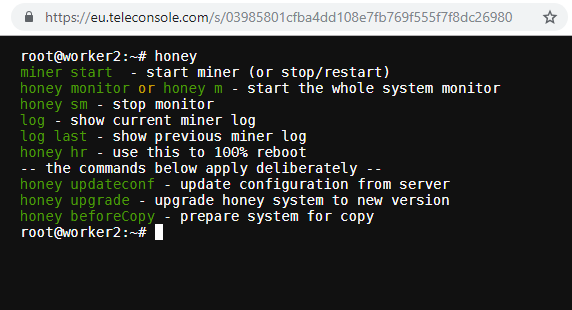 https://eu.teleconsole.com/s/03985801cfba4dd108e7fb769f555f7f8dc26980
root@worker2:~# honey
miner start  - start miner (or stop/restart)
honey monitor or honey m - start the whole system monitor
honey sm - stop monitor
log - show current miner log
log last - show previous miner log
honey hr - use this to 100% reboot
-- the commands below apply deliberately --
honey updateconf - update configuration from server
honey upgrade - upgrade honey system to new version
honey beforeCopy - prepare system for copy
root@worker2:~#